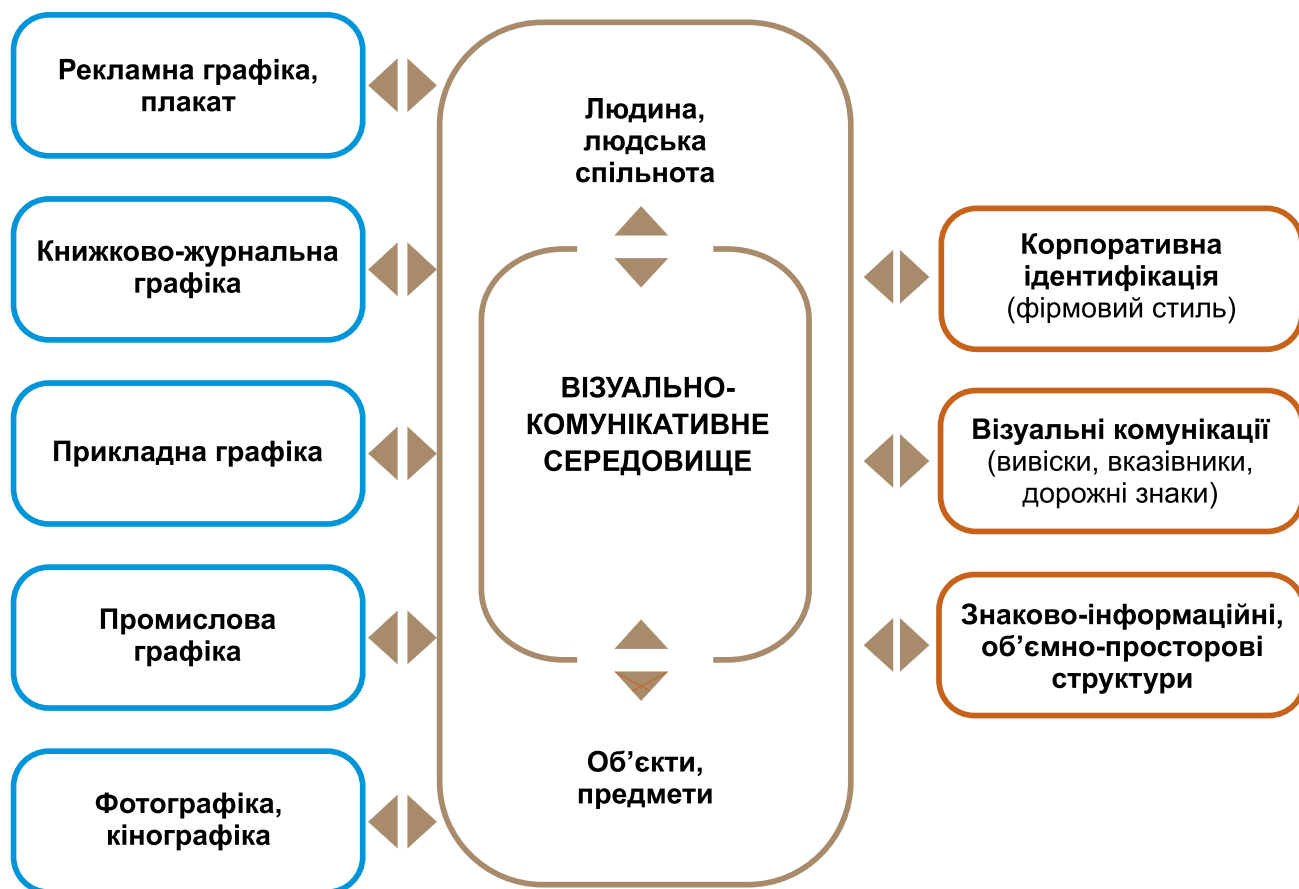 Рекламна графіка,
плакат
Книжково-журнальна
графіка
Прикладна графіка
Промислова
графіка
Фотографіка,
кінографіка
Людина,
людська
спільнота
ВІЗУАЛЬНО-
КОМУНІКАТИВНЕ
СЕРЕДОВИЩЕ
Об’єкти,
предмети
Корпоративна
ідентифікація
(фірмовий стиль)
Візуальні комунікації
(вивіски, вказівники,
дорожні знаки)
Знаково-інформаційні,
об’ємно-просторові
структури